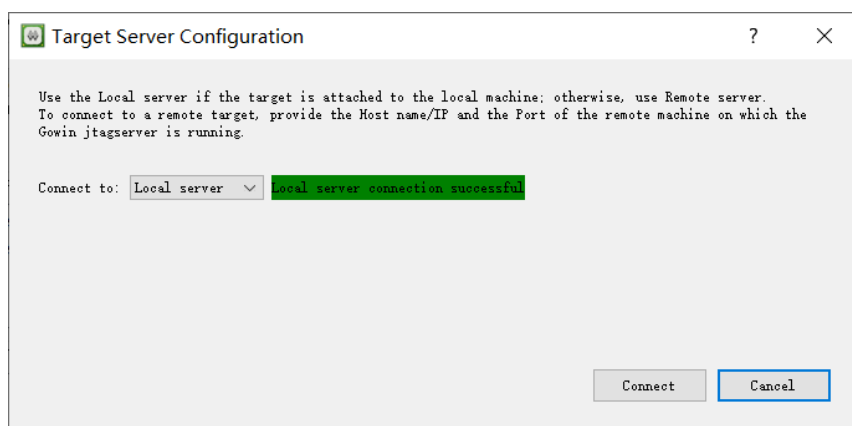 Target Server Configuration
Use the Local server if the target is attached to the local machine; otherwise, use Remote server.
To connect to a remote target, provide the Host name/IP and the Port of the remote machine on which the
Gowin jtagserver is running.
Connect to: Local server Local server connection successful
Connect Cancel